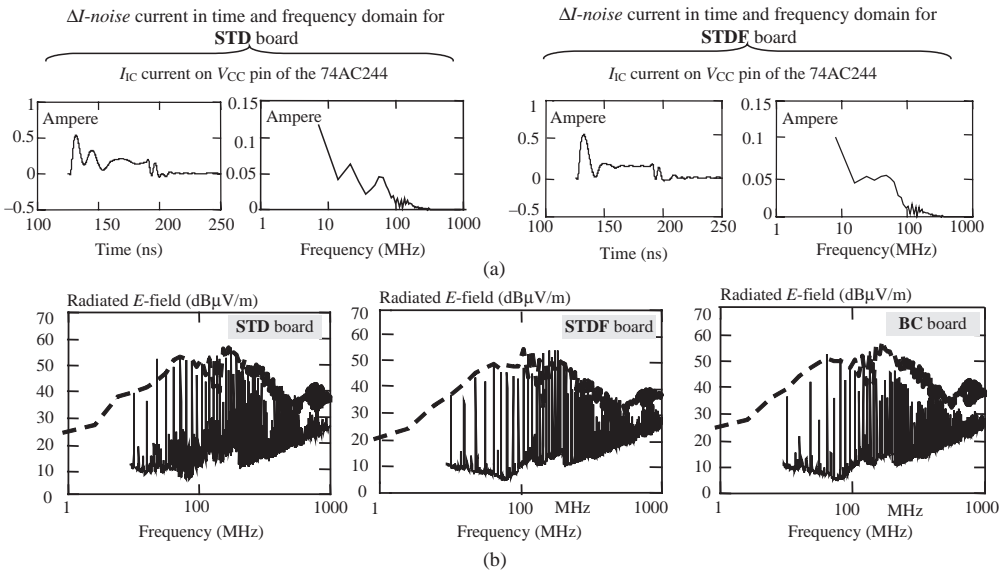 ΔI-noise current in time and frequency domain for
STD board
I_IC current on V_CC pin of the 74AC244
1
0.5
0
−0.5
Ampere
100 150 200 250
Time (ns)
0.15
0.1
0.05
0
Ampere
1 10 100 1000
Frequency (MHz)
ΔI-noise current in time and frequency domain for
STDF board
I_IC current on V_CC pin of the 74AC244
1
0.5
0
−0.5
Ampere
100 150 200 250
Time (ns)
0.15
0.1
0.05
0
Ampere
1 10 100 1000
Frequency(MHz)
(a)
Radiated E-field (dBµV/m)
STD board
70
60
50
40
30
20
10
0
1 100 1000
MHz)
Frequency (
Radiated E-field (dBµV/m)
STDF board
70
60
50
40
30
20
10
0
1 100 MHz) 1000
Frequency (
Radiated E-field (dBµV/m)
BC board
70
60
50
40
30
20
10
0
1 100 MHz 1000
Frequency (MHz)
(b)